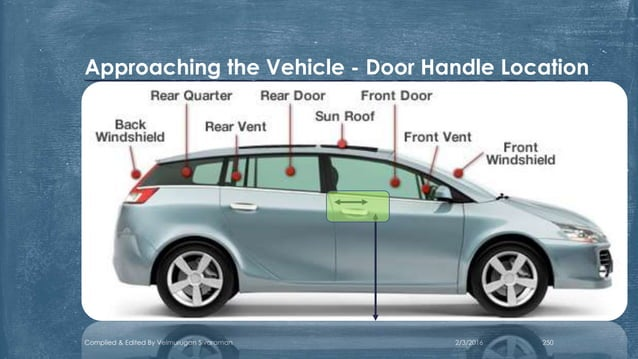 Approaching the Vehicle - Door Handle Location
Rear Quarter Rear Door Front Door
Sun Roof
Back
Windshield
Rear Vent
Front Vent
Front
Windshield
Complied & Edited By Velmurugan Sivaraman 2/3/2016 250